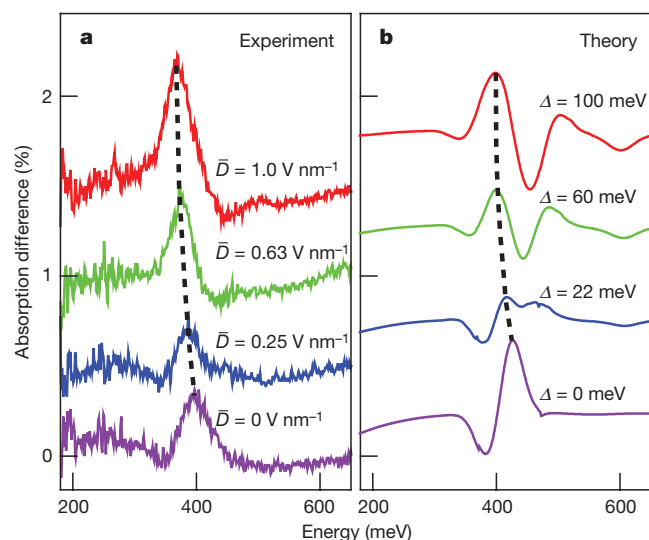 a Experiment
b Theory
Absorption difference (%)
2
1
0
D̅ = 1.0 V nm⁻¹
D̅ = 0.63 V nm⁻¹
D̅ = 0.25 V nm⁻¹
D̅ = 0 V nm⁻¹
Δ = 100 meV
Δ = 60 meV
Δ = 22 meV
Δ = 0 meV
200 400 600 200 400 600
Energy (meV)